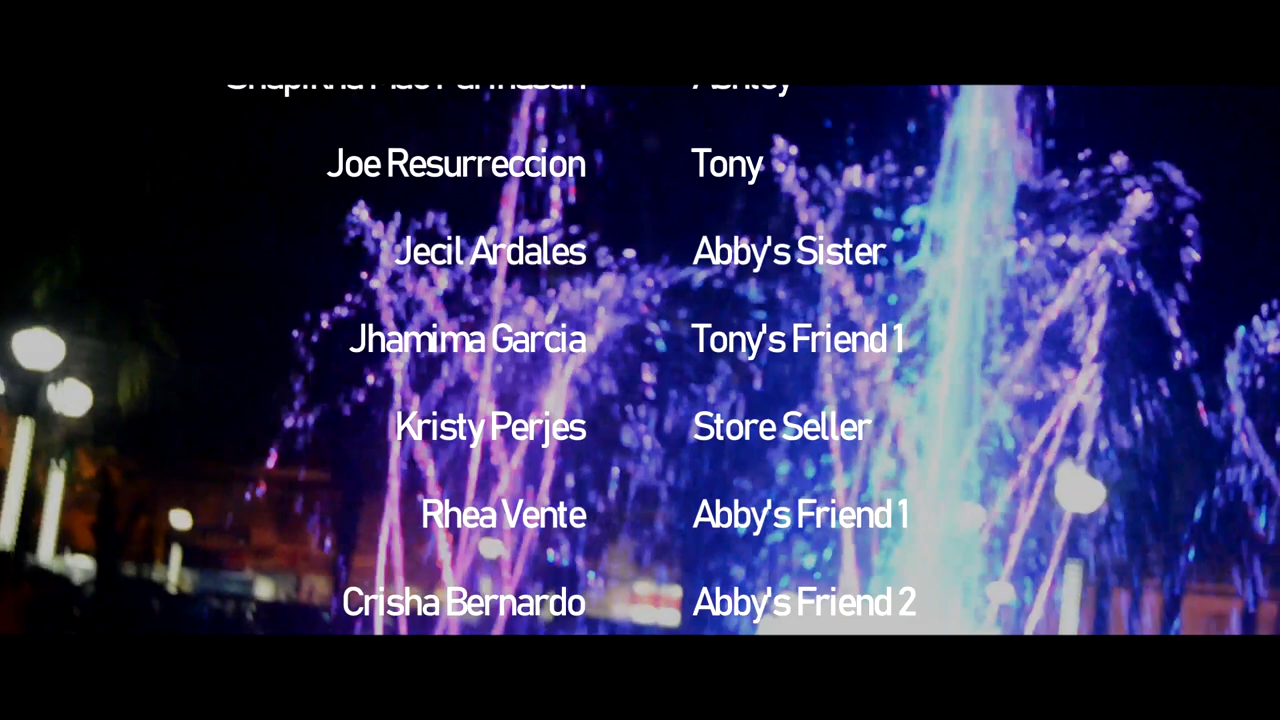 Joe Resurreccion Tony
Jecil Ardales Abby's Sister
Jhamima Garcia Tony's Friend 1
Kristy Perjes Store Seller
Rhea Vente Abby's Friend 1
Crisha Bernardo Abby's Friend 2